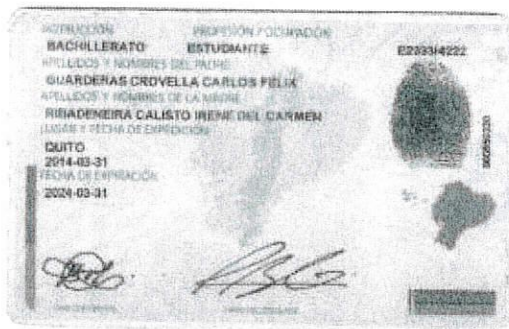 INSTRUCCIÓN PROFESIÓN / OCUPACIÓN
BACHILLERATO ESTUDIANTE E2333I4222
APELLIDOS Y NOMBRES DEL PADRE
GUARDERAS CROVELLA CARLOS FELIX
APELLIDOS Y NOMBRES DE LA MADRE
RIBADENEIRA CALISTO IRENE DEL CARMEN
LUGAR Y FECHA DE EXPEDICIÓN
QUITO
2014-03-31
FECHA DE EXPIRACIÓN
2024-03-31